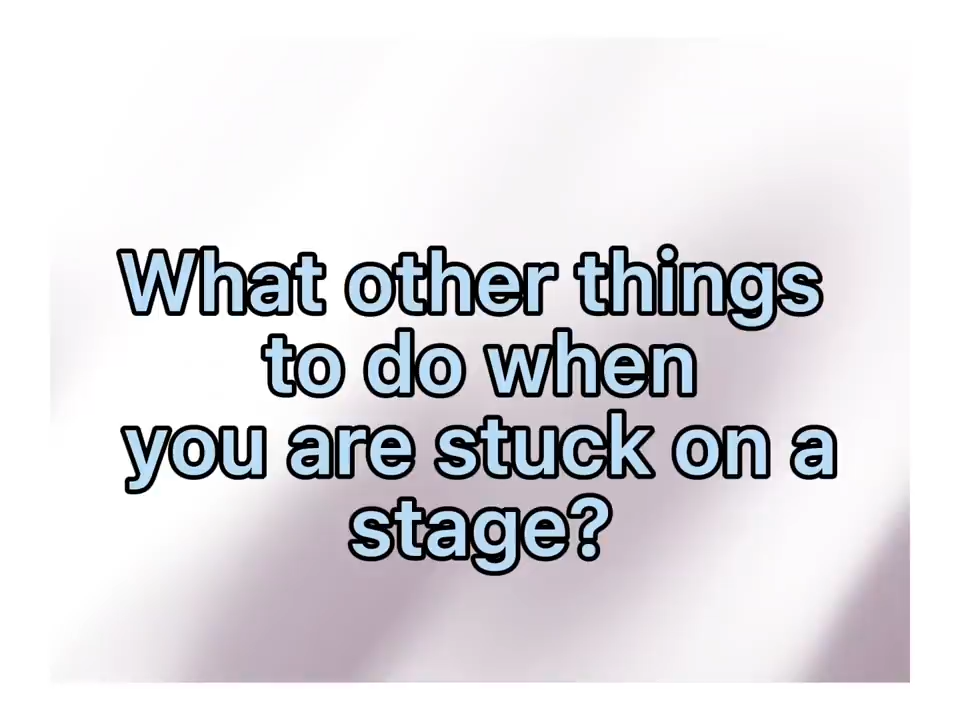 What other things
to do when
you are stuck on a
stage?